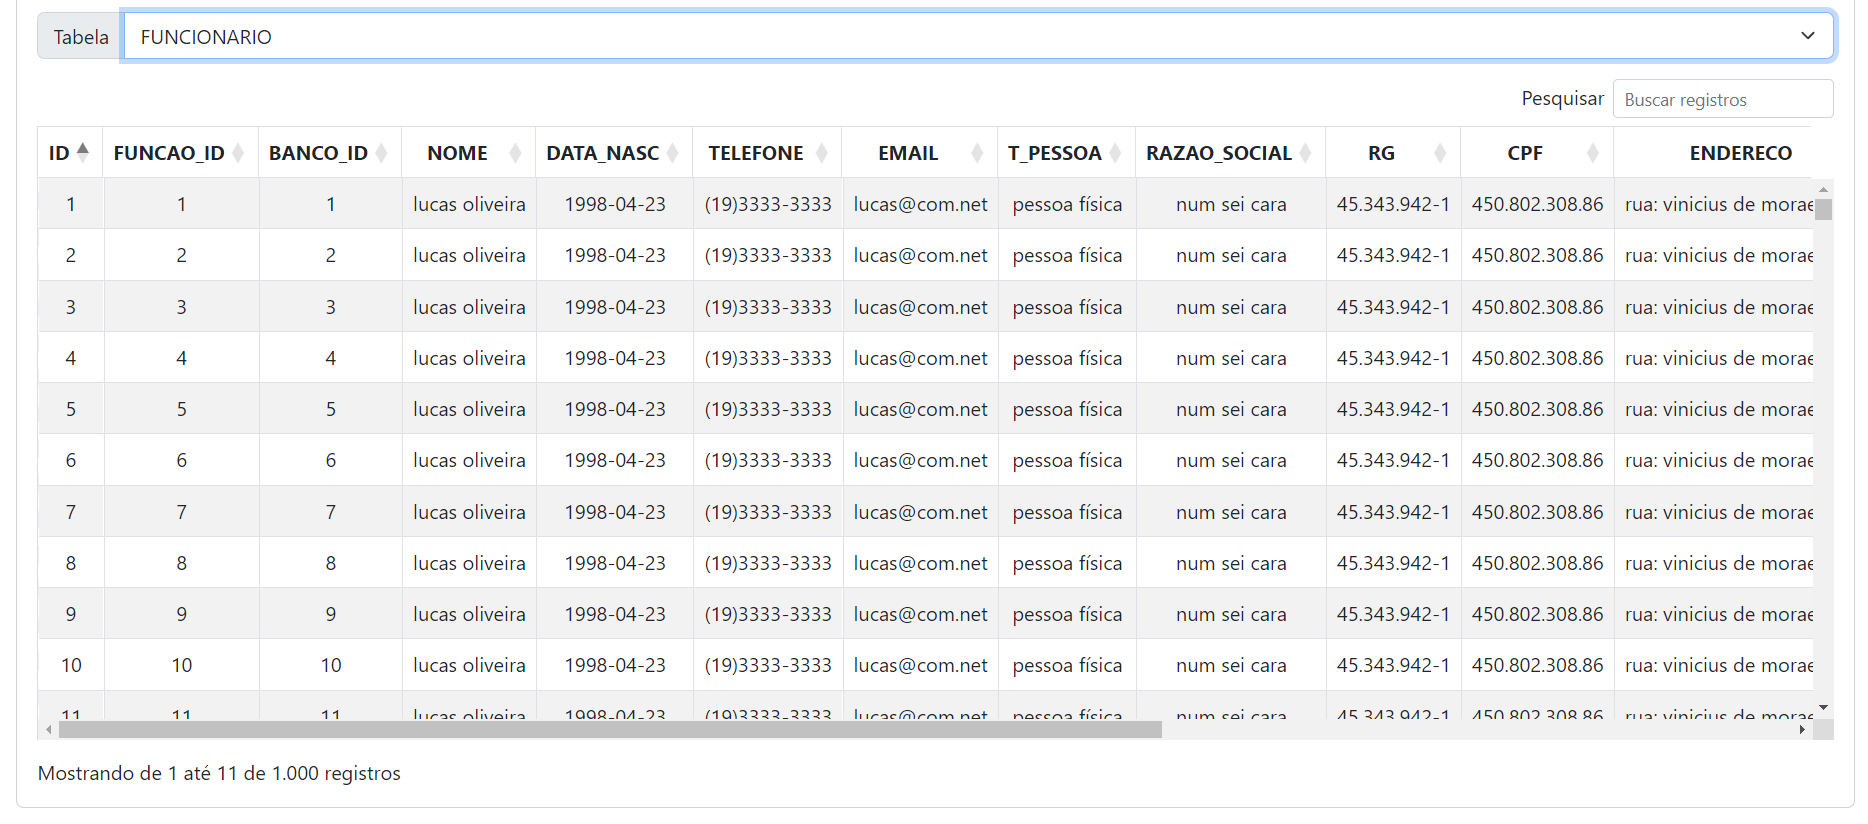 Tabela FUNCIONARIO
Pesquisar Buscar registros
ID FUNCAO_ID BANCO_ID NOME DATA_NASC TELEFONE EMAIL T_PESSOA RAZAO_SOCIAL RG CPF ENDERECO
1 1 1 lucas oliveira 1998-04-23 (19)3333-3333 lucas@com.net pessoa física num sei cara 45.343.942-1 450.802.308.86 rua: vinicius de morae
2 2 2 lucas oliveira 1998-04-23 (19)3333-3333 lucas@com.net pessoa física num sei cara 45.343.942-1 450.802.308.86 rua: vinicius de morae
3 3 3 lucas oliveira 1998-04-23 (19)3333-3333 lucas@com.net pessoa física num sei cara 45.343.942-1 450.802.308.86 rua: vinicius de morae
4 4 4 lucas oliveira 1998-04-23 (19)3333-3333 lucas@com.net pessoa física num sei cara 45.343.942-1 450.802.308.86 rua: vinicius de morae
5 5 5 lucas oliveira 1998-04-23 (19)3333-3333 lucas@com.net pessoa física num sei cara 45.343.942-1 450.802.308.86 rua: vinicius de morae
6 6 6 lucas oliveira 1998-04-23 (19)3333-3333 lucas@com.net pessoa física num sei cara 45.343.942-1 450.802.308.86 rua: vinicius de morae
7 7 7 lucas oliveira 1998-04-23 (19)3333-3333 lucas@com.net pessoa física num sei cara 45.343.942-1 450.802.308.86 rua: vinicius de morae
8 8 8 lucas oliveira 1998-04-23 (19)3333-3333 lucas@com.net pessoa física num sei cara 45.343.942-1 450.802.308.86 rua: vinicius de morae
9 9 9 lucas oliveira 1998-04-23 (19)3333-3333 lucas@com.net pessoa física num sei cara 45.343.942-1 450.802.308.86 rua: vinicius de morae
10 10 10 lucas oliveira 1998-04-23 (19)3333-3333 lucas@com.net pessoa física num sei cara 45.343.942-1 450.802.308.86 rua: vinicius de morae
11 11 11 lucas oliveira 1998-04-23 (19)3333-3333 lucas@com.net pessoa física num sei cara 45.343.942-1 450.802.308.86 rua: vinicius de morae
Mostrando de 1 até 11 de 1.000 registros